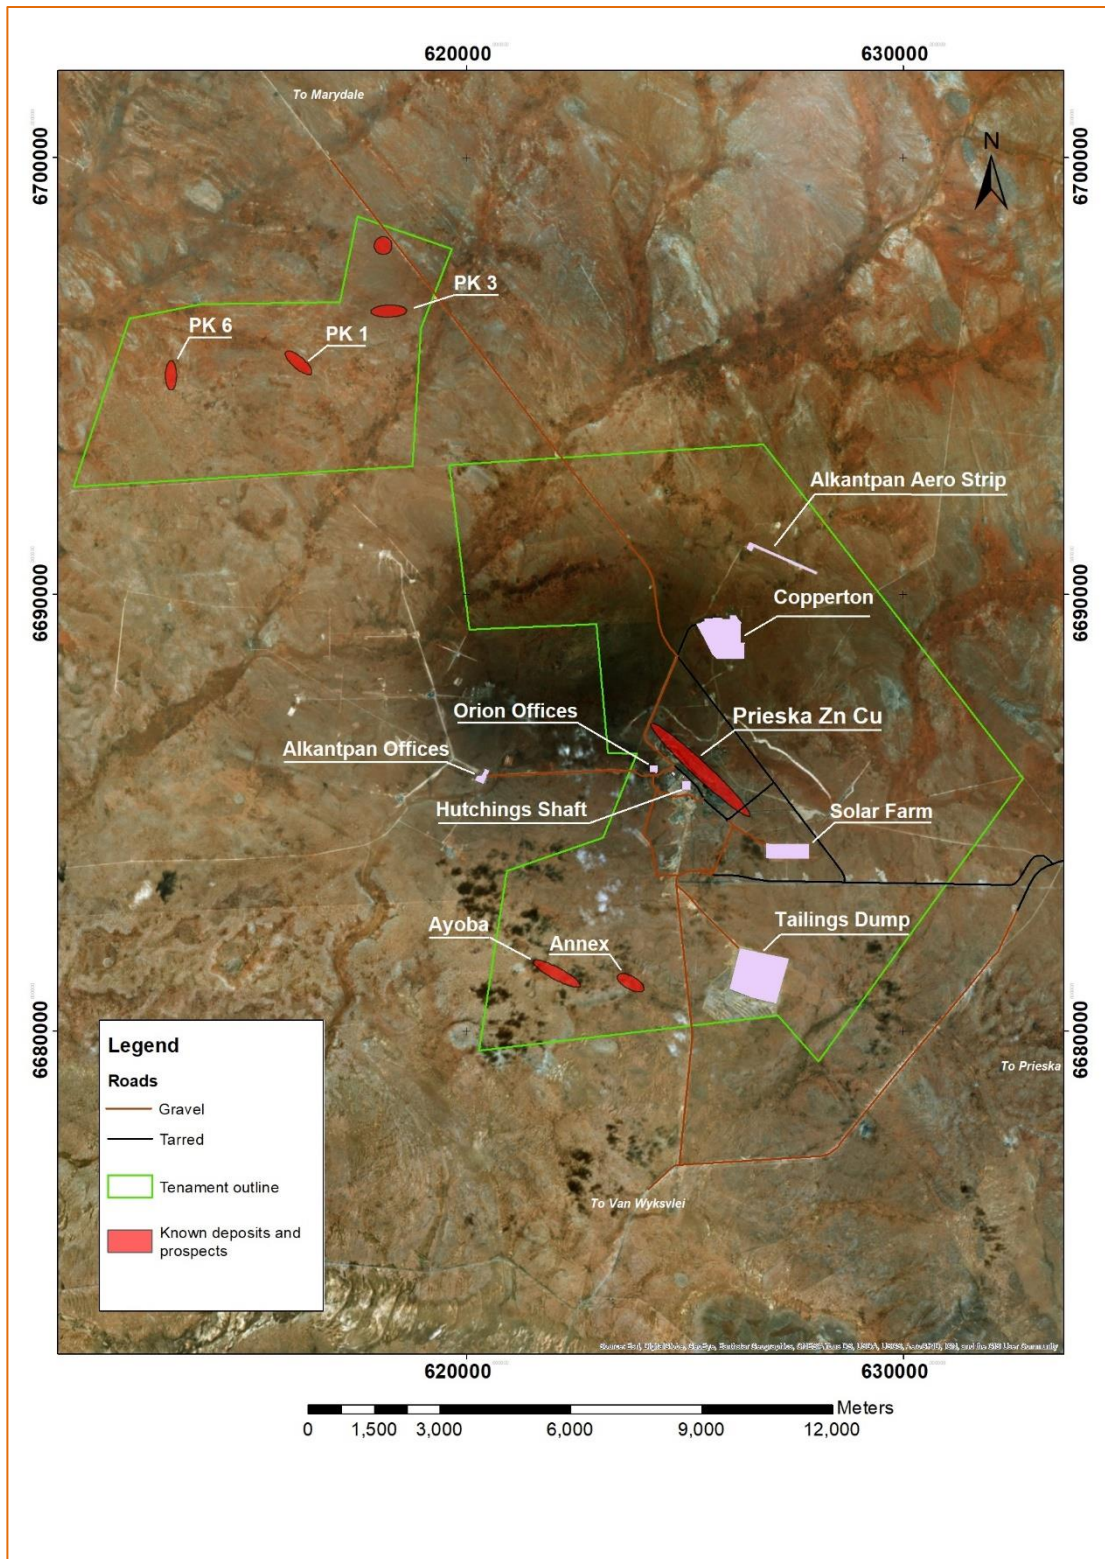 620000
630000
To Marydale
6700000
6700000
N
PK 3
PK 6
PK 1
Alkantpan Aero Strip
6690000
6690000
Copperton
Orion Offices
Prieska Zn Cu
Alkantpan Offices
Hutchings Shaft
Solar Farm
Ayoba
Annex
Tailings Dump
6680000
6680000
To Prieska
Legend
Roads
Gravel
Tarred
Tenament outline
Known deposits and
prospects
To Van Wyksvlei
620000
630000
Meters
0
1,500
3,000
6,000
9,000
12,000